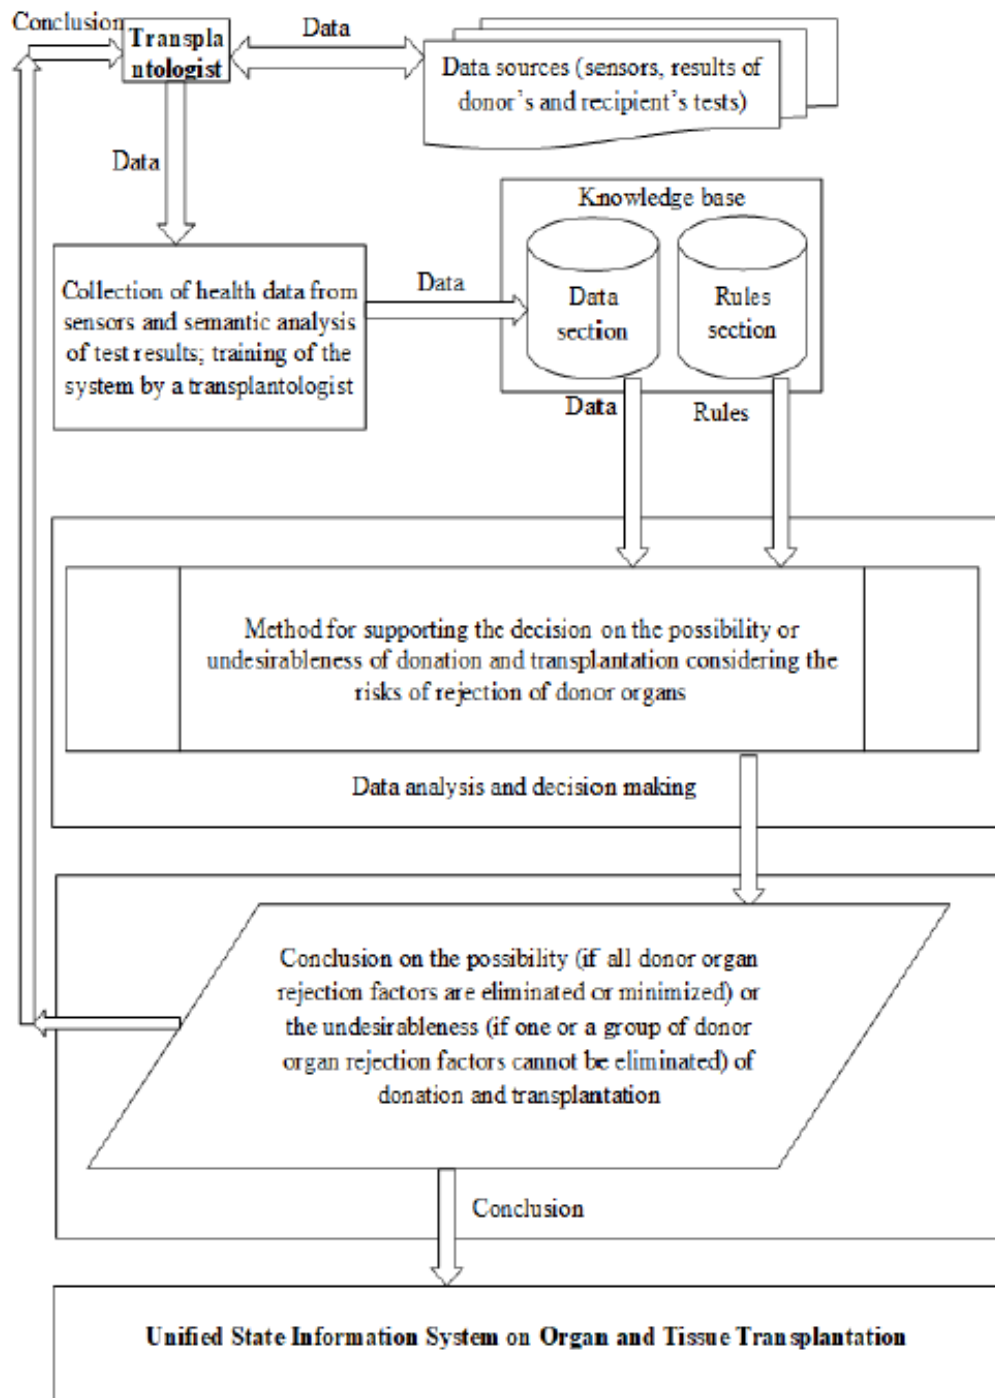 Conclusion
Transpla
ntologist
Data
Data sources (sensors, results of
donor's and recipient's tests)
Data
Knowledge base
Collection of health data from
sensors and semantic analysis
of test results; training of the
system by a transplantologist
Data
Data
section
Rules
section
Data
Rules
Method for supporting the decision on the possibility or
undesirableness of donation and transplantation considering the
risks of rejection of donor organs
Data analysis and decision making
Conclusion on the possibility (if all donor organ
rejection factors are eliminated or minimized) or
the undesirableness (if one or a group of donor
organ rejection factors cannot be eliminated) of
donation and transplantation
Conclusion
Unified State Information System on Organ and Tissue Transplantation